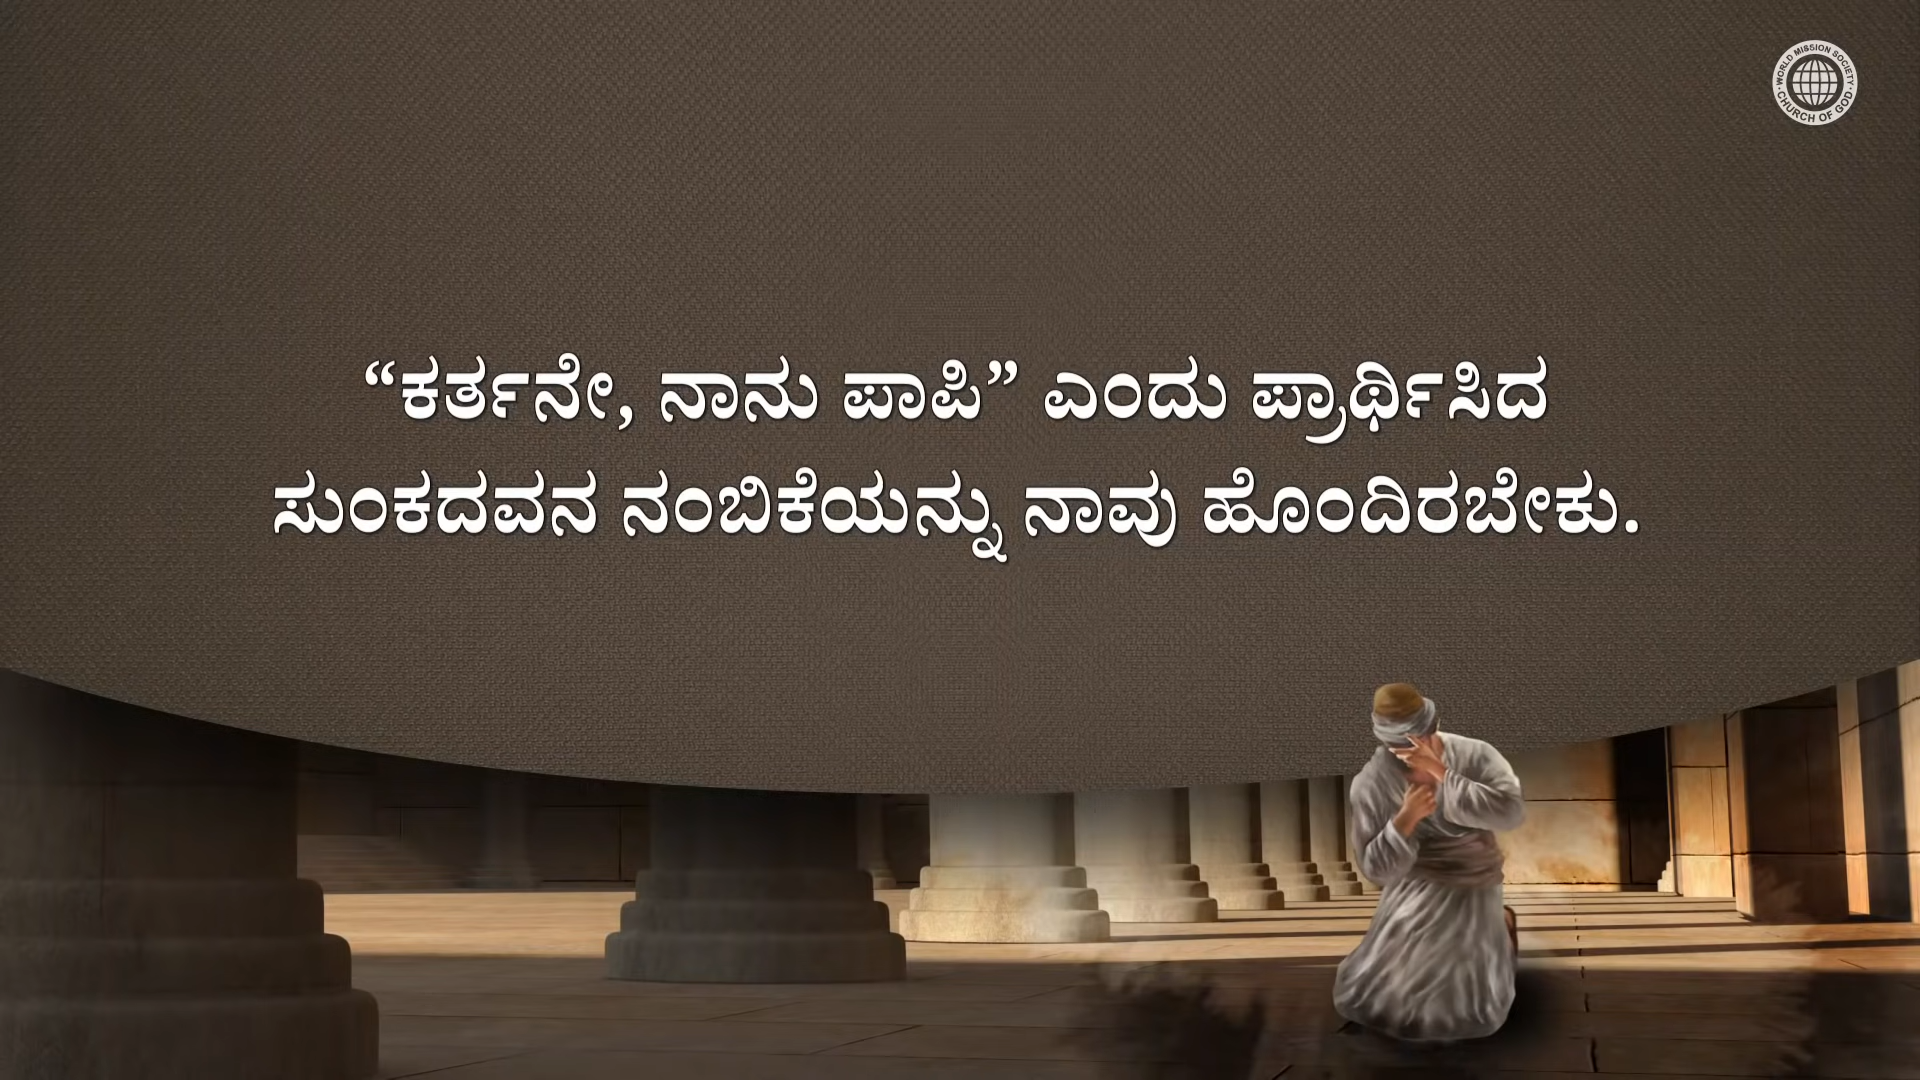 WORLD MISSION SOCIETY
CHURCH OF GOD
“ಕರ್ತನೇ, ನಾನು ಪಾಪಿ” ಎಂದು ಪ್ರಾರ್ಥಿಸಿದ
ಸುಂಕದವನ ನಂಬಿಕೆಯನ್ನು ನಾವು ಹೊಂದಿರಬೇಕು.